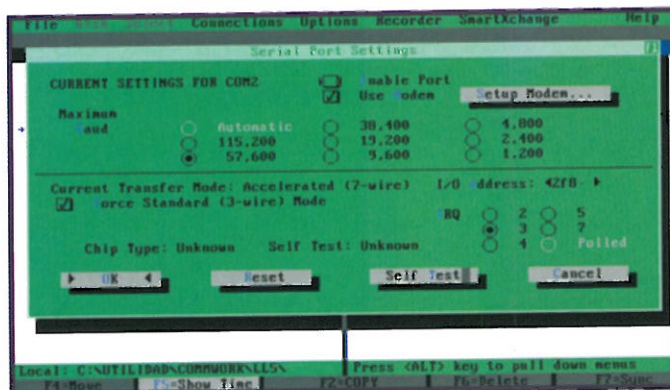 File Disk Select Connections Options Recorder SmartXchange Help
Serial Port Settings
CURRENT SETTINGS FOR COM2
Enable Port
Use Modem
Setup Modem...
Maximum
Baud
Automatic 38,400 4,800
115,200 19,200 2,400
57,600 9,600 1,200
Current Transfer Mode: Accelerated (7-wire) I/O Address: 2f8
Force Standard (3-wire) Mode
IRQ 2 5
3 7
4 Polled
Chip Type: Unknown Self Test: Unknown
OK Reset Self Test Cancel
Local: C:\UTILIDAD\COMMWORK\LL5\ Press <ALT> key to pull down menus
F4=Move F5=Show Time F2=COPY F6=Delete F7=Sync